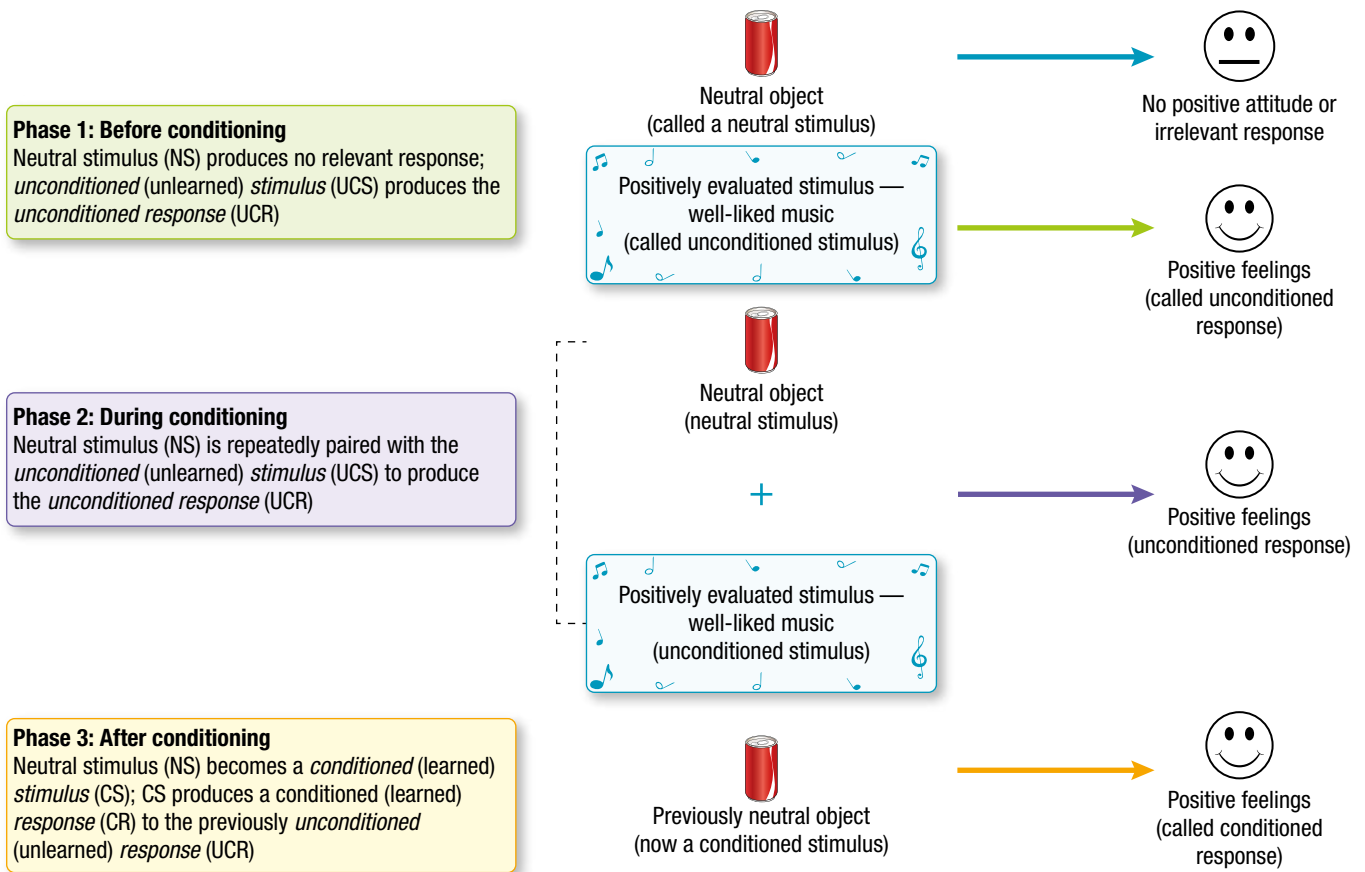 Phase 1: Before conditioning
Neutral stimulus (NS) produces no relevant response;
unconditioned (unlearned) stimulus (UCS) produces the
unconditioned response (UCR)
Neutral object
(called a neutral stimulus)
No positive attitude or
irrelevant response
Positively evaluated stimulus —
well-liked music
(called unconditioned stimulus)
Positive feelings
(called unconditioned
response)
Phase 2: During conditioning
Neutral stimulus (NS) is repeatedly paired with the
unconditioned (unlearned) stimulus (UCS) to produce
the unconditioned response (UCR)
Neutral object
(neutral stimulus)
+
Positively evaluated stimulus —
well-liked music
(unconditioned stimulus)
Positive feelings
(unconditioned response)
Phase 3: After conditioning
Neutral stimulus (NS) becomes a conditioned (learned)
stimulus (CS); CS produces a conditioned (learned)
response (CR) to the previously unconditioned
(unlearned) response (UCR)
Previously neutral object
(now a conditioned stimulus)
Positive feelings
(called conditioned
response)